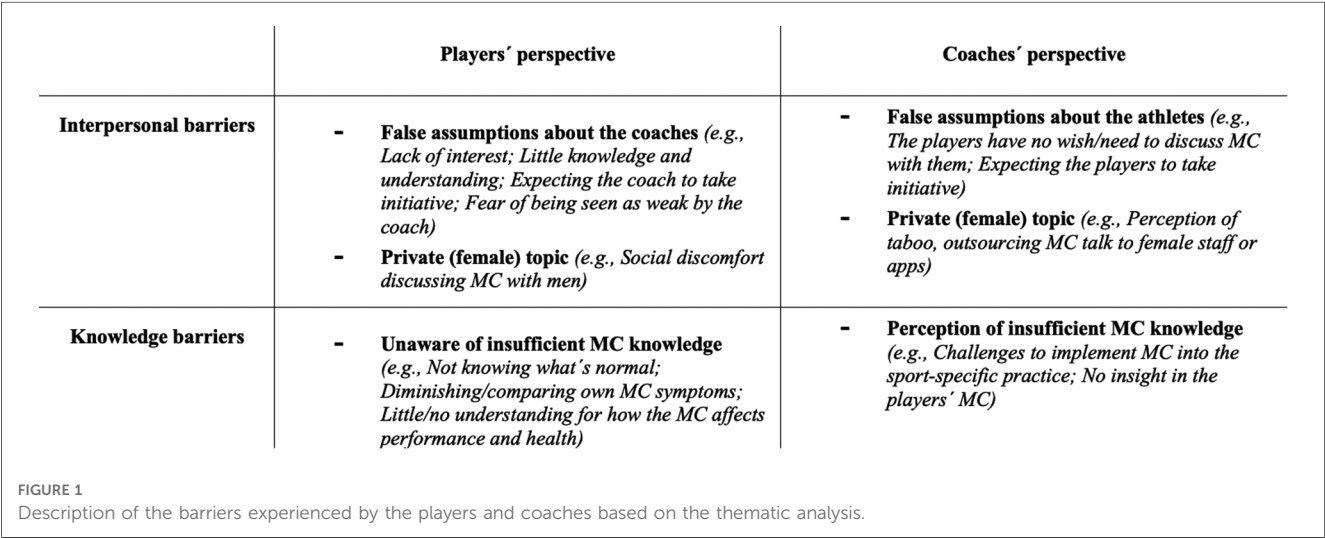 Players´ perspective
Coaches´ perspective
Interpersonal barriers
- False assumptions about the coaches (e.g.,
Lack of interest; Little knowledge and
understanding; Expecting the coach to take
initiative; Fear of being seen as weak by the
coach)
- Private (female) topic (e.g., Social discomfort
discussing MC with men)
- False assumptions about the athletes (e.g.,
The players have no wish/need to discuss MC
with them; Expecting the players to take
initiative)
- Private (female) topic (e.g., Perception of
taboo, outsourcing MC talk to female staff or
apps)
Knowledge barriers
- Unaware of insufficient MC knowledge
(e.g., Not knowing what´s normal;
Diminishing/comparing own MC symptoms;
Little/no understanding for how the MC affects
performance and health)
- Perception of insufficient MC knowledge
(e.g., Challenges to implement MC into the
sport-specific practice; No insight in the
players´ MC)
FIGURE 1
Description of the barriers experienced by the players and coaches based on the thematic analysis.